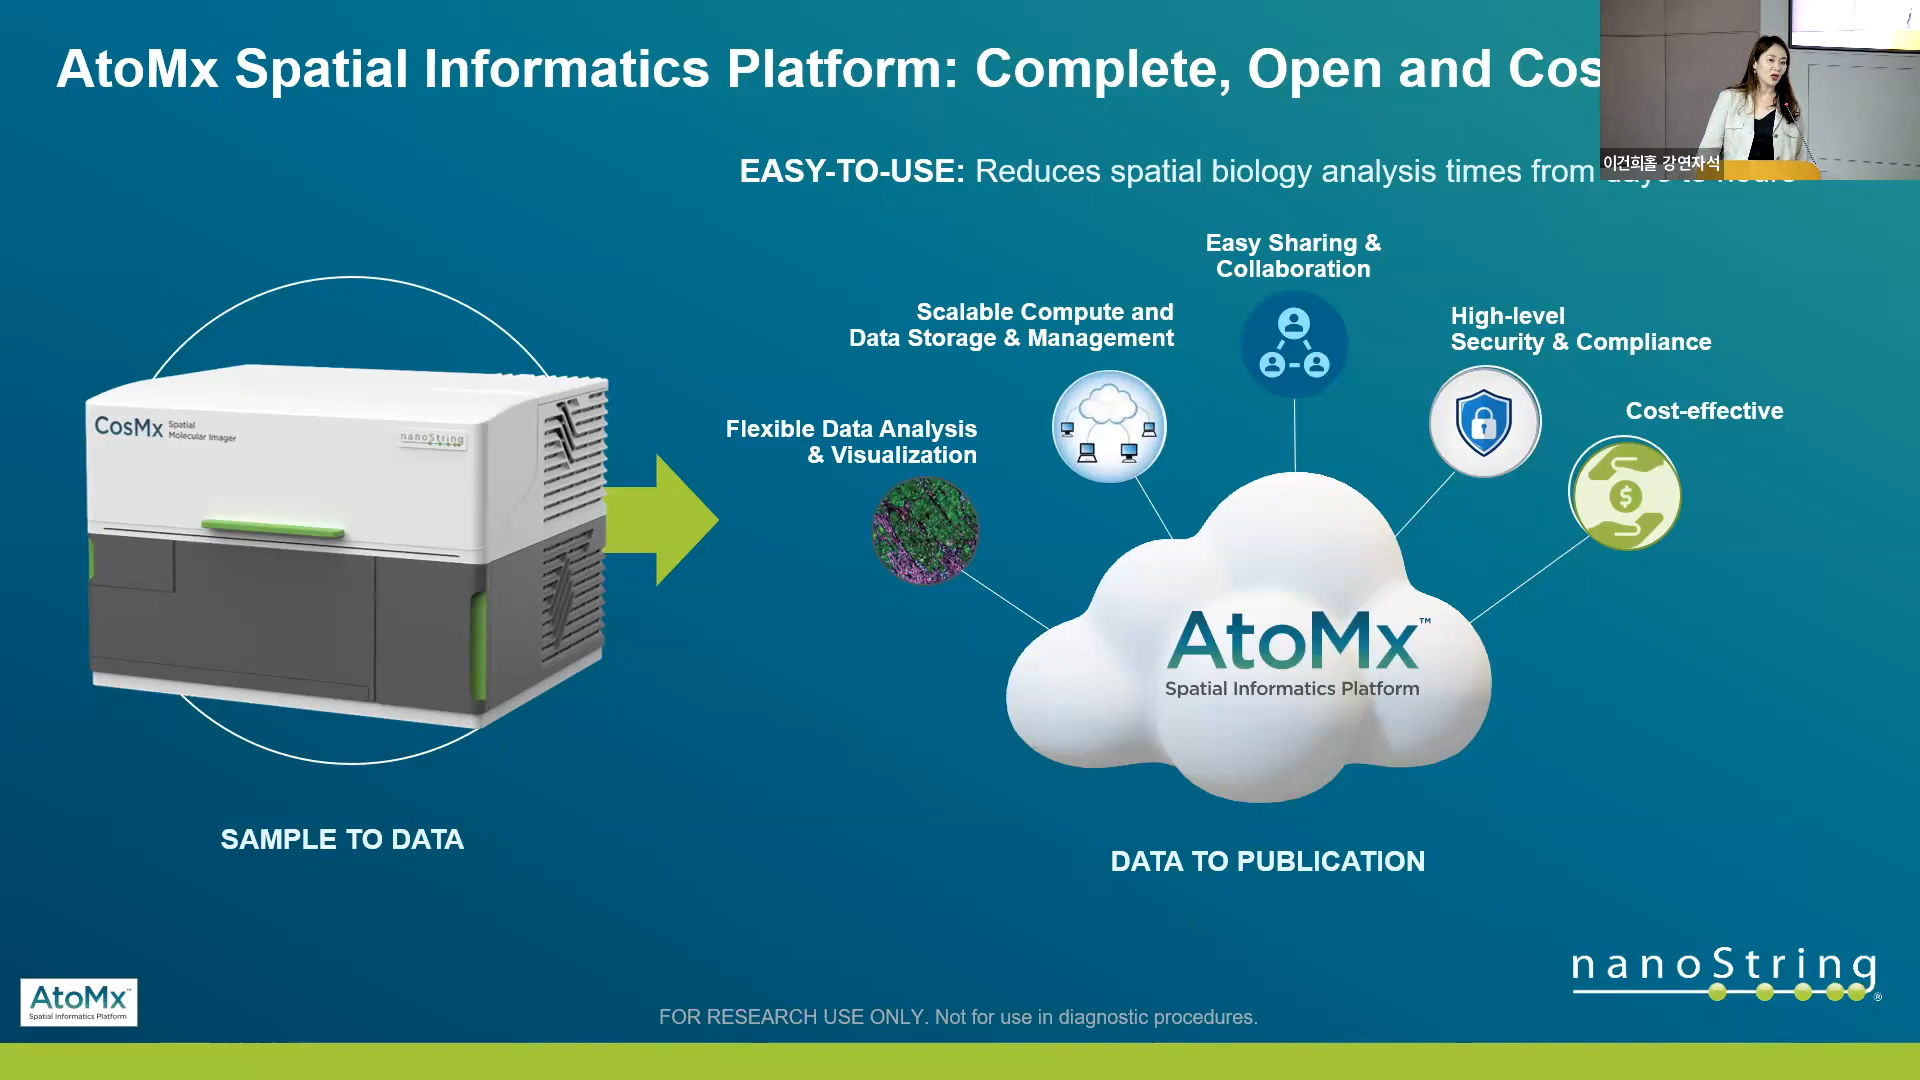 AtoMx Spatial Informatics Platform: Complete, Open and Cos
이건희홀 강연자석
EASY-TO-USE: Reduces spatial biology analysis times from
Easy Sharing &
Collaboration
Scalable Compute and
Data Storage & Management
High-level
Security & Compliance
Cost-effective
Flexible Data Analysis
& Visualization
CosMx Spatial
Molecular Imager
nanoString
$
AtoMx™
Spatial Informatics Platform
SAMPLE TO DATA
DATA TO PUBLICATION
nanoString®
AtoMx™
Spatial Informatics Platform
FOR RESEARCH USE ONLY. Not for use in diagnostic procedures.